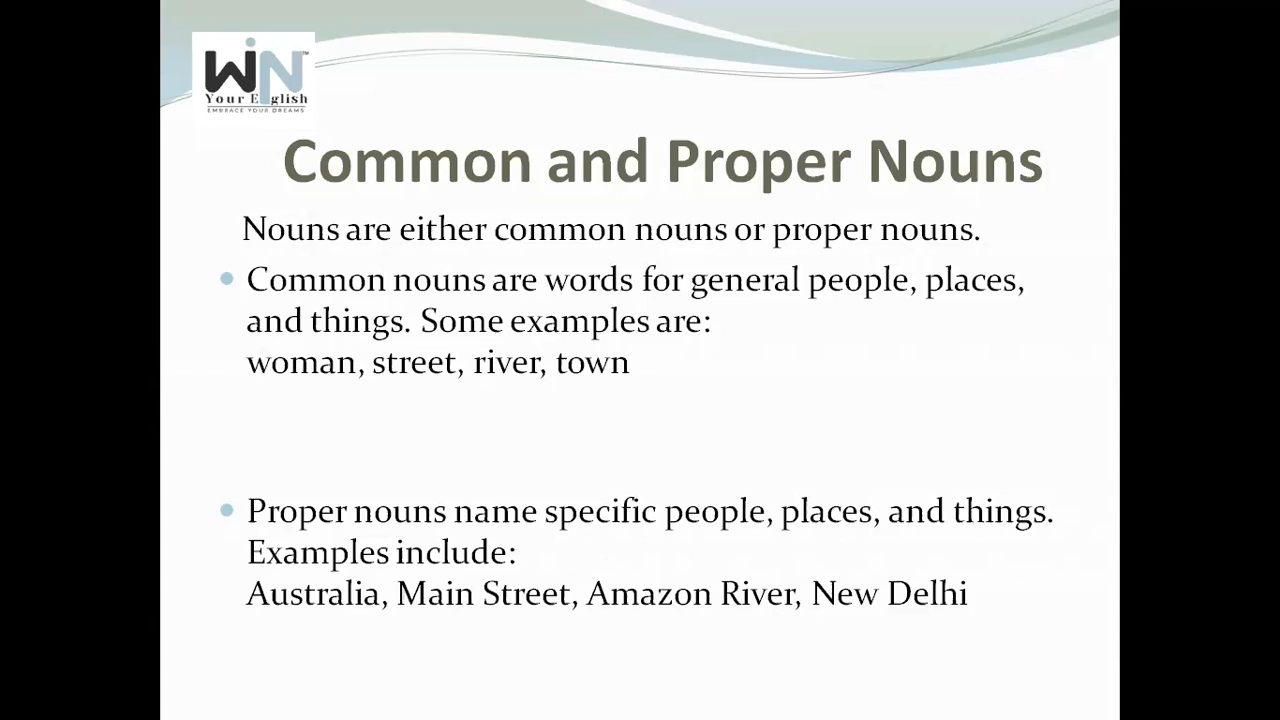 WiN™
Your English
EMBRACE YOUR DREAMS
Common and Proper Nouns
Nouns are either common nouns or proper nouns.
Common nouns are words for general people, places,
and things. Some examples are:
woman, street, river, town
Proper nouns name specific people, places, and things.
Examples include:
Australia, Main Street, Amazon River, New Delhi